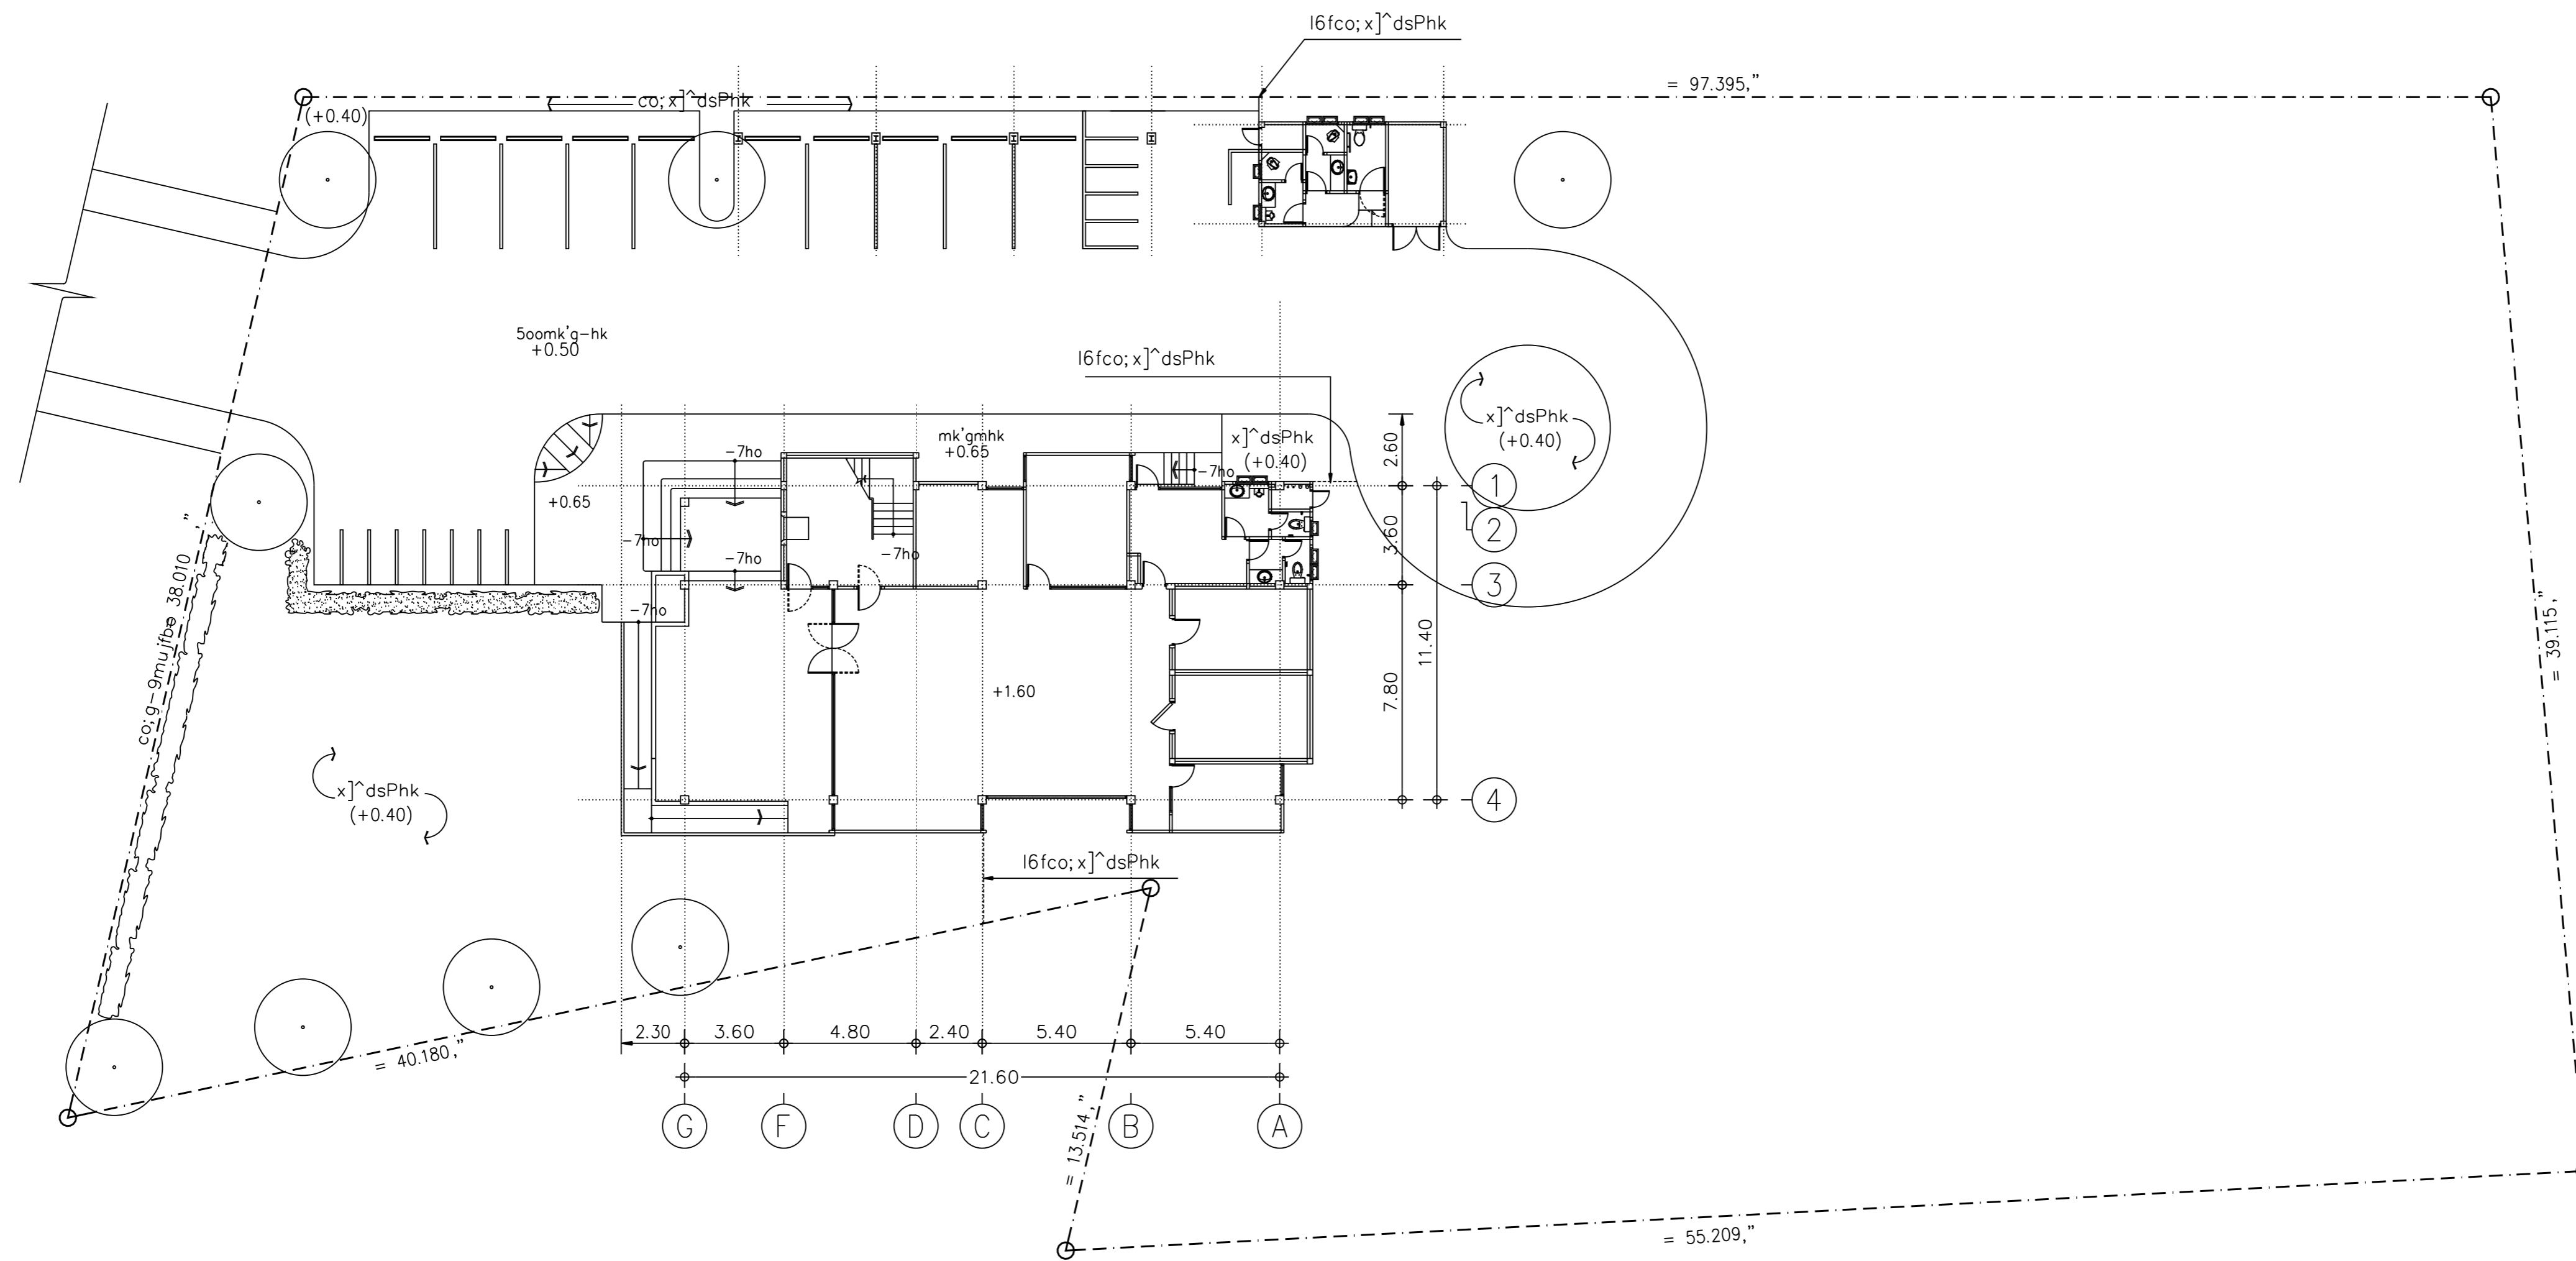 l6fco;x]^dsPhk
= 97.395,"
co;x]^dsPhk
(+0.40)
5oomk'g-hk
+0.50
l6fco;x]^dsPhk
x]^dsPhk
(+0.40)
mk'gmhk
+0.65
x]^dsPhk
(+0.40)
-7ho
-7ho
+0.65
-7ho
-7ho
-7ho
-7ho
2.60
3.60
7.80
11.40
1
2
3
4
co;g-9mujfbo
= 38.010,"
= 39.115,"
+1.60
x]^dsPhk
(+0.40)
l6fco;x]^dsPhk
2.30
3.60
4.80
2.40
5.40
5.40
21.60
= 40.180,"
= 13.514,"
G
F
D
C
B
A
= 55.209,"